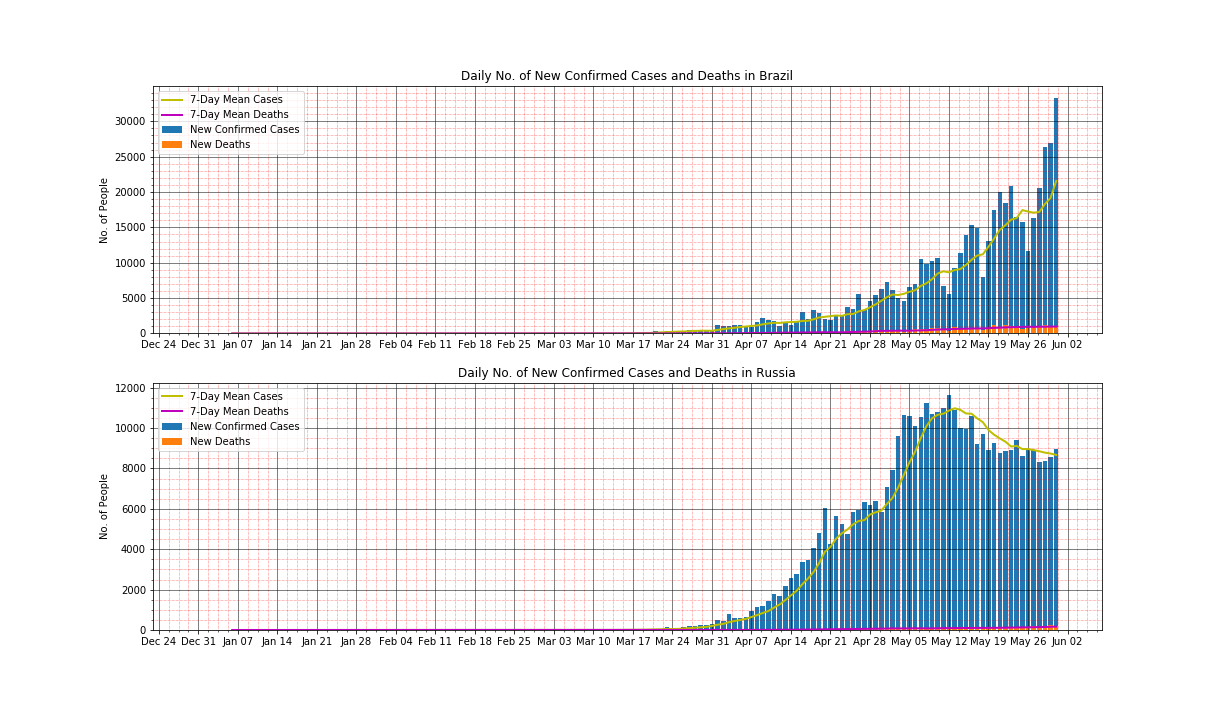 Daily No. of New Confirmed Cases and Deaths in Brazil
7-Day Mean Cases
7-Day Mean Deaths
New Confirmed Cases
New Deaths
No. of People
30000
25000
20000
15000
10000
5000
0
Dec 24 Dec 31 Jan 07 Jan 14 Jan 21 Jan 28 Feb 04 Feb 11 Feb 18 Feb 25 Mar 03 Mar 10 Mar 17 Mar 24 Mar 31 Apr 07 Apr 14 Apr 21 Apr 28 May 05 May 12 May 19 May 26 Jun 02
Daily No. of New Confirmed Cases and Deaths in Russia
7-Day Mean Cases
7-Day Mean Deaths
New Confirmed Cases
New Deaths
No. of People
12000
10000
8000
6000
4000
2000
0
Dec 24 Dec 31 Jan 07 Jan 14 Jan 21 Jan 28 Feb 04 Feb 11 Feb 18 Feb 25 Mar 03 Mar 10 Mar 17 Mar 24 Mar 31 Apr 07 Apr 14 Apr 21 Apr 28 May 05 May 12 May 19 May 26 Jun 02